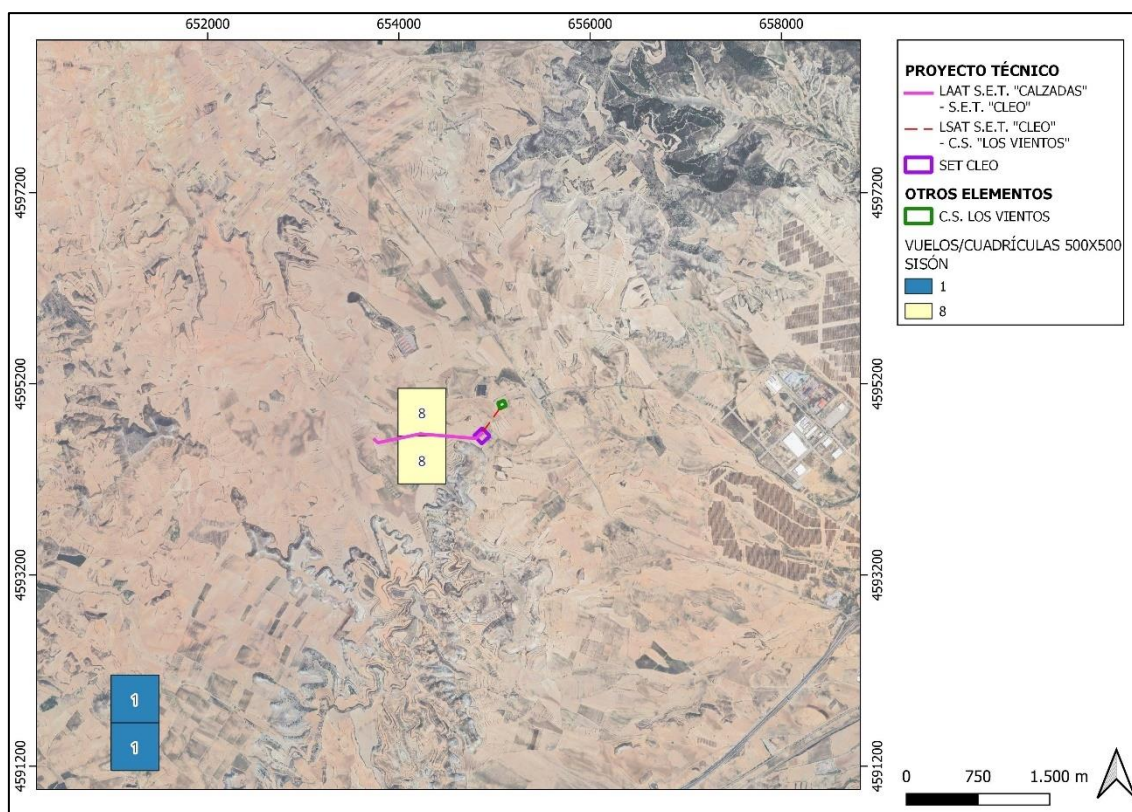 652000
654000
656000
658000
4597200
4595200
4593200
4591200
4597200
4595200
4593200
4591200
8
8
1
1
PROYECTO TÉCNICO
LAAT S.E.T. "CALZADAS"
- S.E.T. "CLEO"
LSAT S.E.T. "CLEO"
- C.S. "LOS VIENTOS"
SET CLEO
OTROS ELEMENTOS
C.S. LOS VIENTOS
VUELOS/CUADRÍCULAS 500X500
SISÓN
1
8
0 750 1.500 m